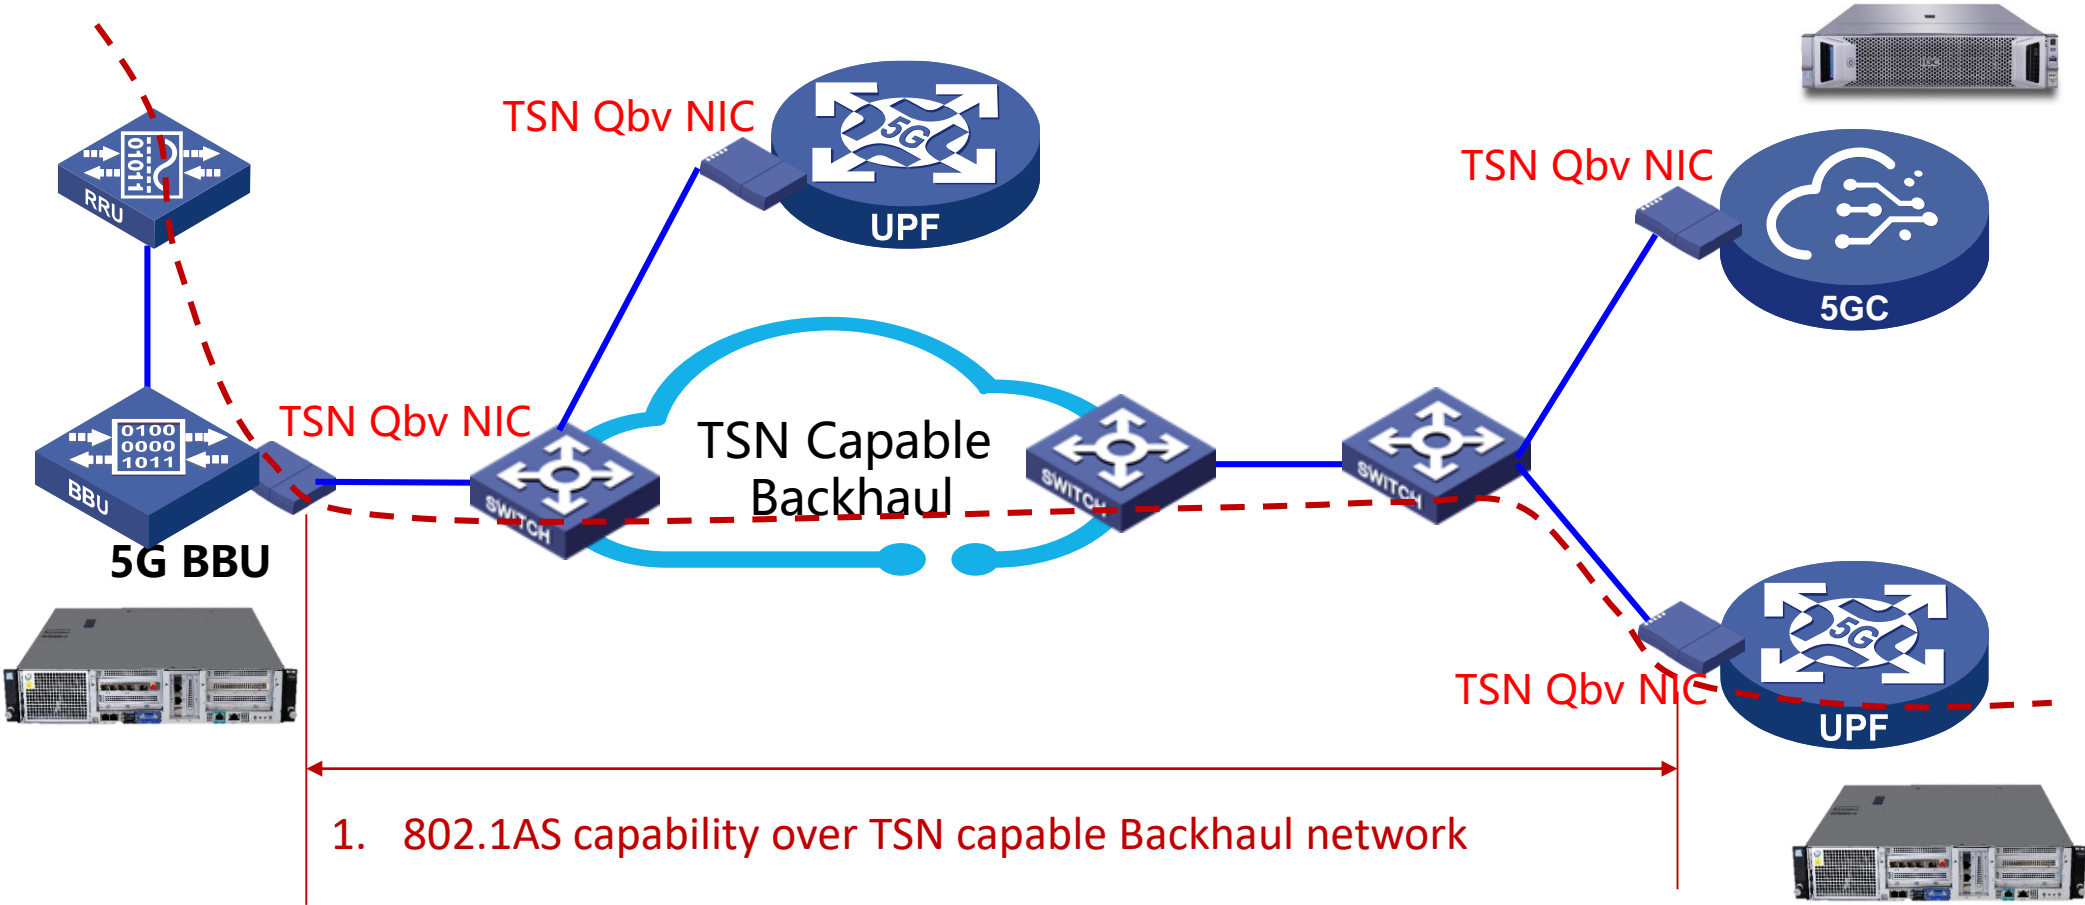 TSN Qbv NIC
5G
UPF
01011
RRU
TSN Qbv NIC
5GC
TSN Qbv NIC
0100
0000
1011
BBU
5G BBU
SWITCH
TSN Capable
Backhaul
SWITCH
SWITCH
5G
UPF
TSN Qbv NIC
1. 802.1AS capability over TSN capable Backhaul network